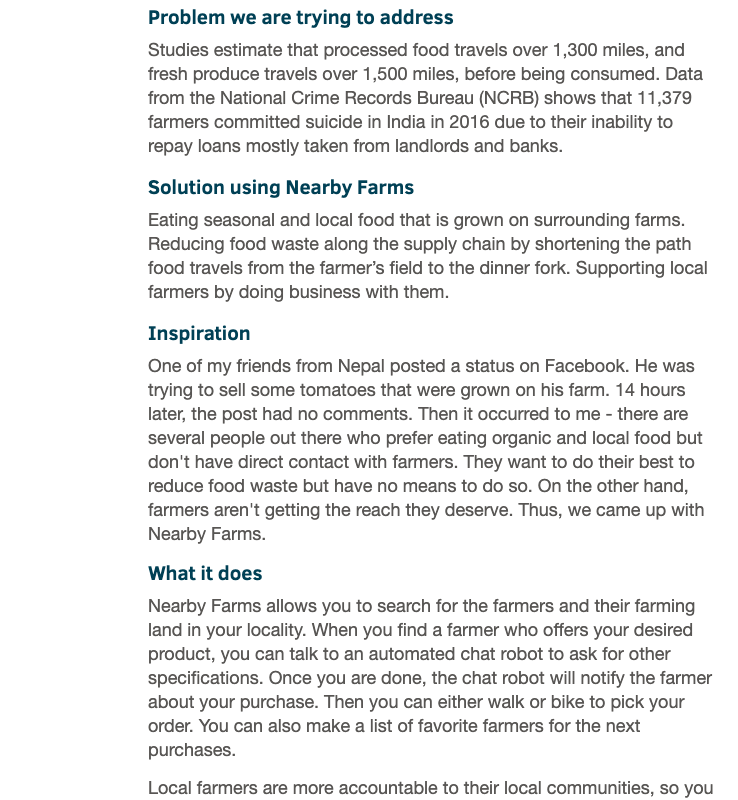 Problem we are trying to address
Studies estimate that processed food travels over 1,300 miles, and
fresh produce travels over 1,500 miles, before being consumed. Data
from the National Crime Records Bureau (NCRB) shows that 11,379
farmers committed suicide in India in 2016 due to their inability to
repay loans mostly taken from landlords and banks.
Solution using Nearby Farms
Eating seasonal and local food that is grown on surrounding farms.
Reducing food waste along the supply chain by shortening the path
food travels from the farmer’s field to the dinner fork. Supporting local
farmers by doing business with them.
Inspiration
One of my friends from Nepal posted a status on Facebook. He was
trying to sell some tomatoes that were grown on his farm. 14 hours
later, the post had no comments. Then it occurred to me - there are
several people out there who prefer eating organic and local food but
don't have direct contact with farmers. They want to do their best to
reduce food waste but have no means to do so. On the other hand,
farmers aren't getting the reach they deserve. Thus, we came up with
Nearby Farms.
What it does
Nearby Farms allows you to search for the farmers and their farming
land in your locality. When you find a farmer who offers your desired
product, you can talk to an automated chat robot to ask for other
specifications. Once you are done, the chat robot will notify the farmer
about your purchase. Then you can either walk or bike to pick your
order. You can also make a list of favorite farmers for the next
purchases.
Local farmers are more accountable to their local communities, so you